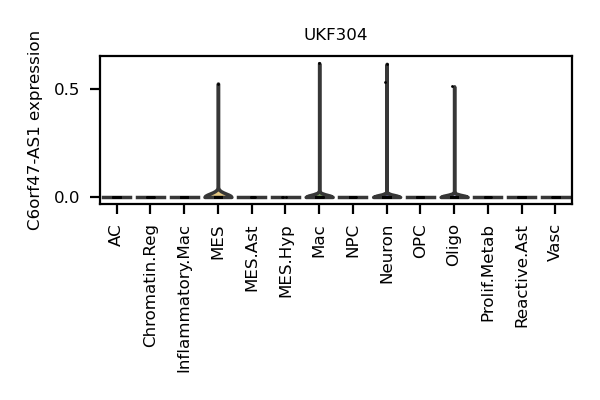 UKF304
C6orf47-AS1 expression
0.5
0.0
AC
Chromatin.Reg
Inflammatory.Mac
MES
MES.Ast
MES.Hyp
Mac
NPC
Neuron
OPC
Oligo
Prolif.Metab
Reactive.Ast
Vasc